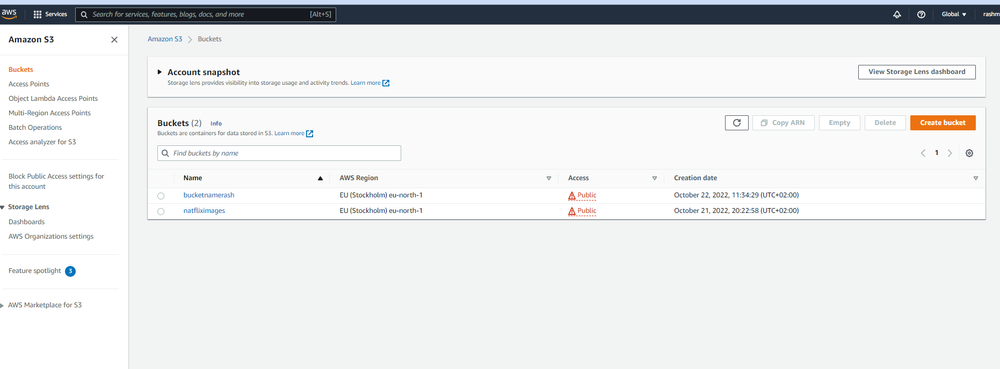 aws
Services
Search for services, features, blogs, docs, and more [Alt+S]
Global
rashm
Amazon S3
Buckets
Access Points
Object Lambda Access Points
Multi-Region Access Points
Batch Operations
Access analyzer for S3
Block Public Access settings for
this account
Storage Lens
Dashboards
AWS Organizations settings
Feature spotlight 3
AWS Marketplace for S3
Amazon S3 Buckets
Account snapshot
Storage lens provides visibility into storage usage and activity trends. Learn more
View Storage Lens dashboard
Buckets (2) Info
Buckets are containers for data stored in S3. Learn more
Copy ARN
Empty
Delete
Create bucket
Find buckets by name
1
Name AWS Region Access Creation date
bucketnamerash EU (Stockholm) eu-north-1 Public October 22, 2022, 11:34:29 (UTC+02:00)
natfliximages EU (Stockholm) eu-north-1 Public October 21, 2022, 20:22:58 (UTC+02:00)